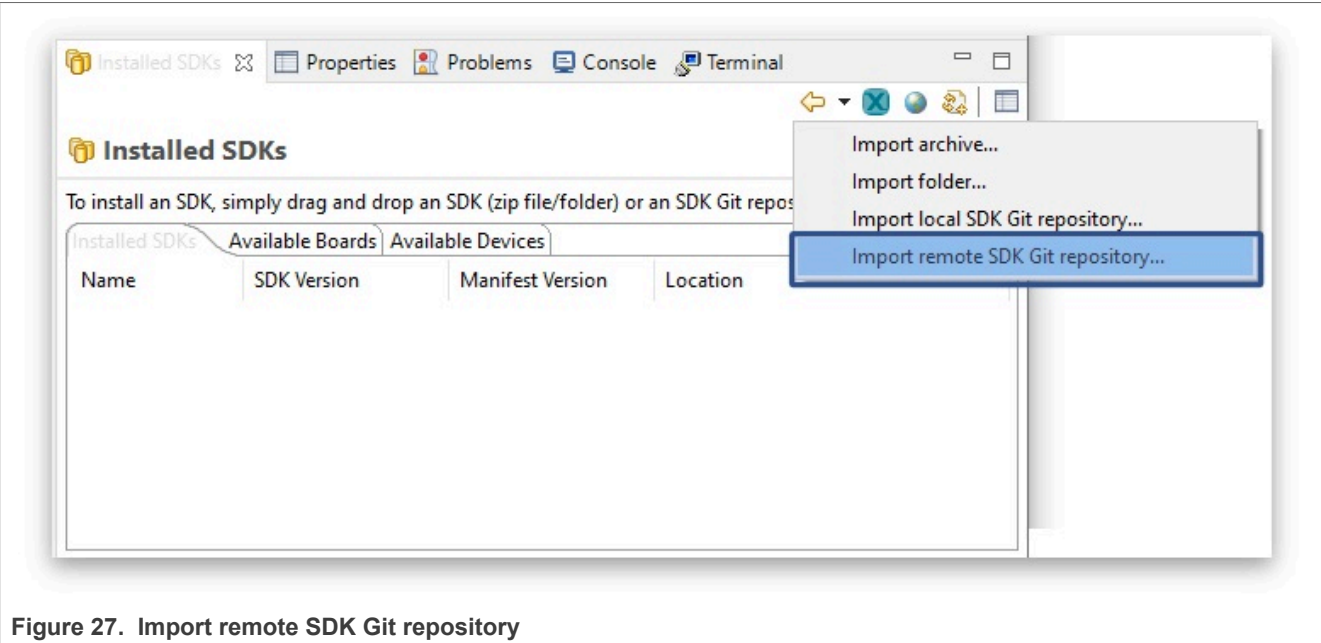 Installed SDKs Properties Problems Console Terminal
Installed SDKs
To install an SDK, simply drag and drop an SDK (zip file/folder) or an SDK Git repos
Import archive...
Import folder...
Import local SDK Git repository...
Import remote SDK Git repository...
Installed SDKs Available Boards Available Devices
Name SDK Version Manifest Version Location
Figure 27. Import remote SDK Git repository